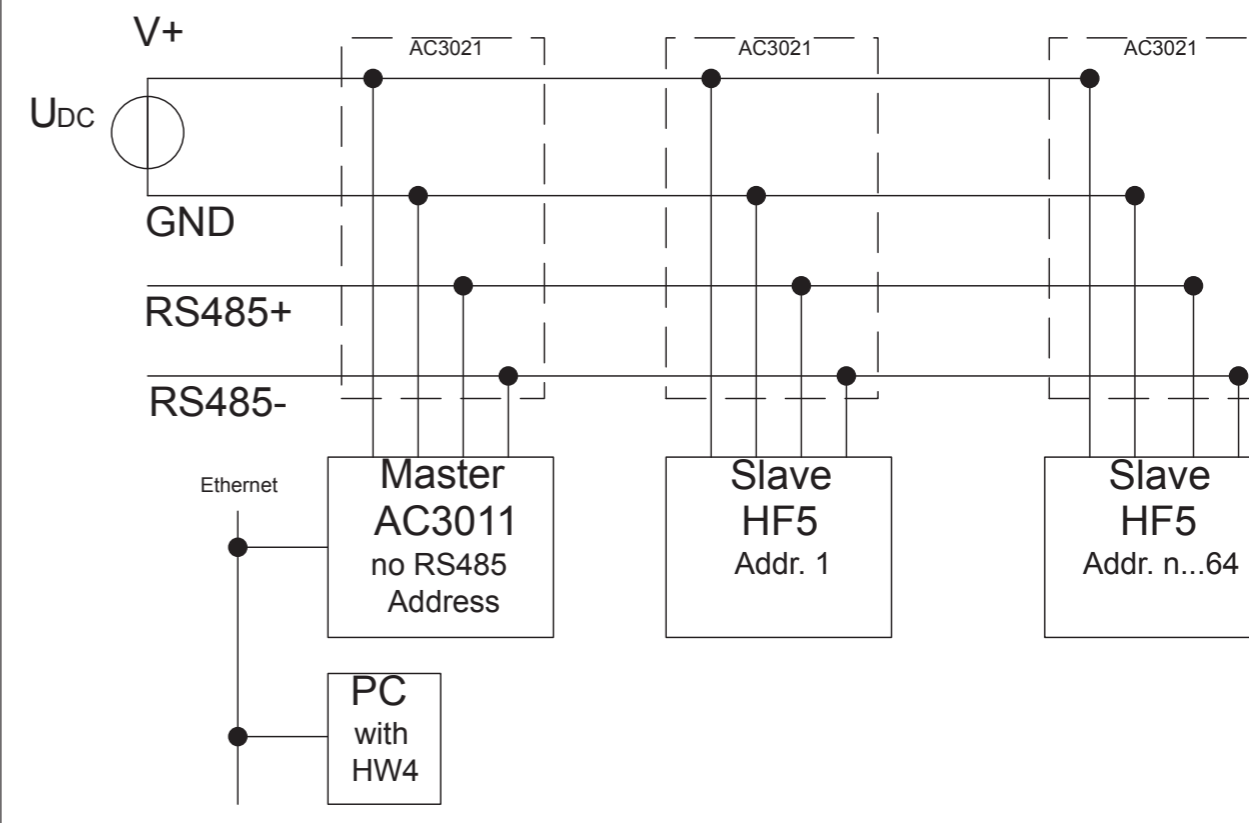 V+
AC3021
AC3021
AC3021
UDC
GND
RS485+
RS485-
Ethernet
Master
AC3011
no RS485
Address
Slave
HF5
Addr. 1
Slave
HF5
Addr. n...64
PC
with
HW4